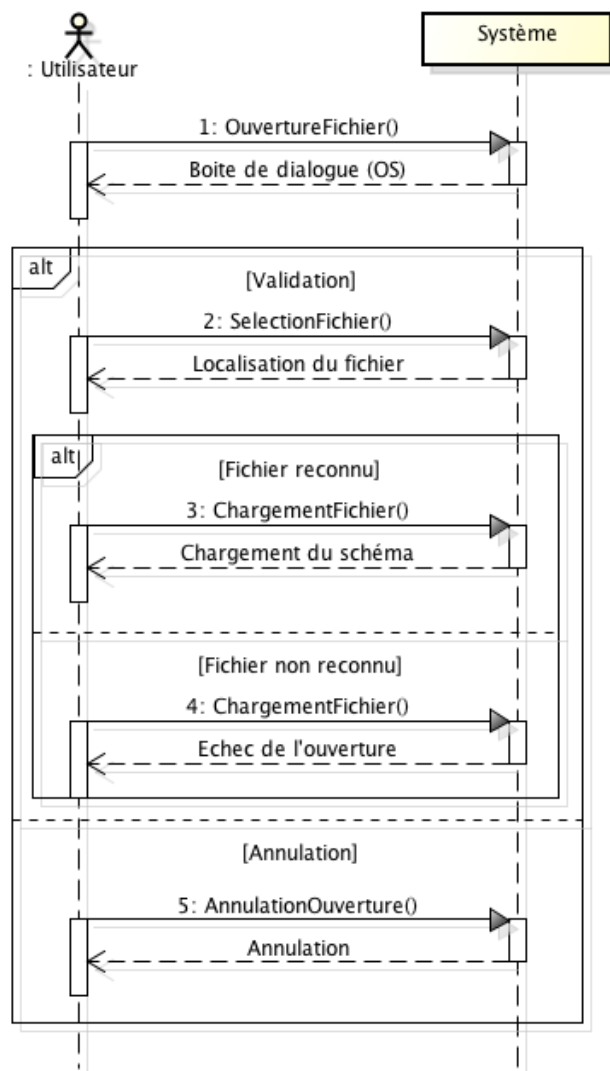 : Utilisateur
Système
1: OuvertureFichier()
Boite de dialogue (OS)
alt
[Validation]
2: SelectionFichier()
Localisation du fichier
alt
[Fichier reconnu]
3: ChargementFichier()
Chargement du schéma
[Fichier non reconnu]
4: ChargementFichier()
Echec de l'ouverture
[Annulation]
5: AnnulationOuverture()
Annulation